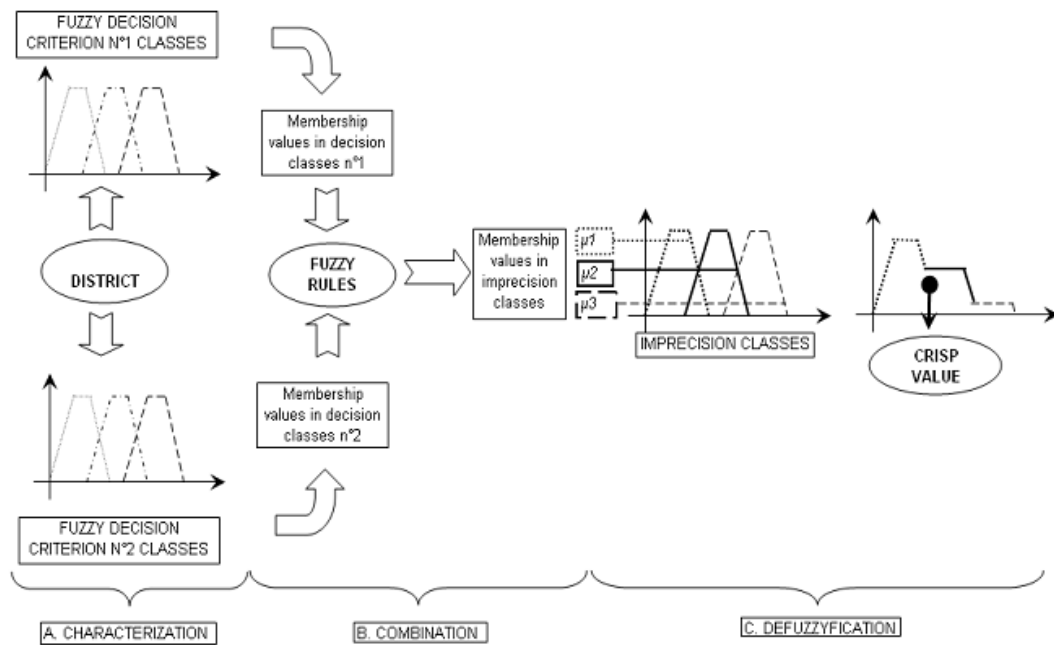 FUZZY DECISION
CRITERION N°1 CLASSES
Membership
values in decision
classes n°1
DISTRICT
FUZZY
RULES
Membership
values in
imprecision
classes
μ1
μ2
μ3
IMPRECISION CLASSES
CRISP
VALUE
Membership
values in decision
classes n°2
FUZZY DECISION
CRITERION N°2 CLASSES
A. CHARACTERIZATION
B. COMBINATION
C. DEFUZZYFICATION